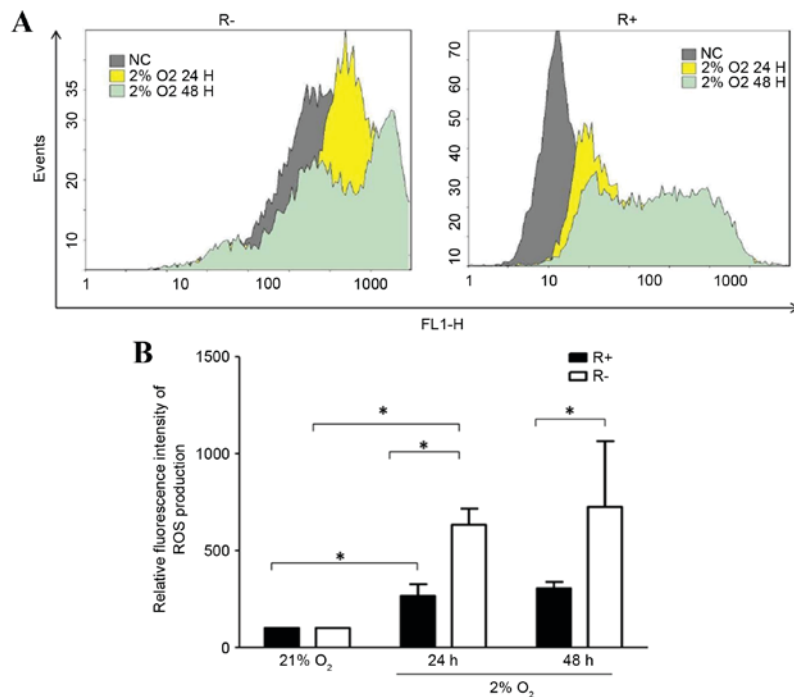 A
R-
NC
2% O2 24 H
2% O2 48 H
35
30
20
10
Events
1 10 100 1000
R+
NC
2% O2 24 H
2% O2 48 H
70
60
50
40
30
20
10
1 10 100 1000
FL1-H
B
R+
R-
Relative fluorescence intensity of
ROS production
1500
1000
500
0
*
*
*
*
21% O₂ 24 h 48 h
2% O₂